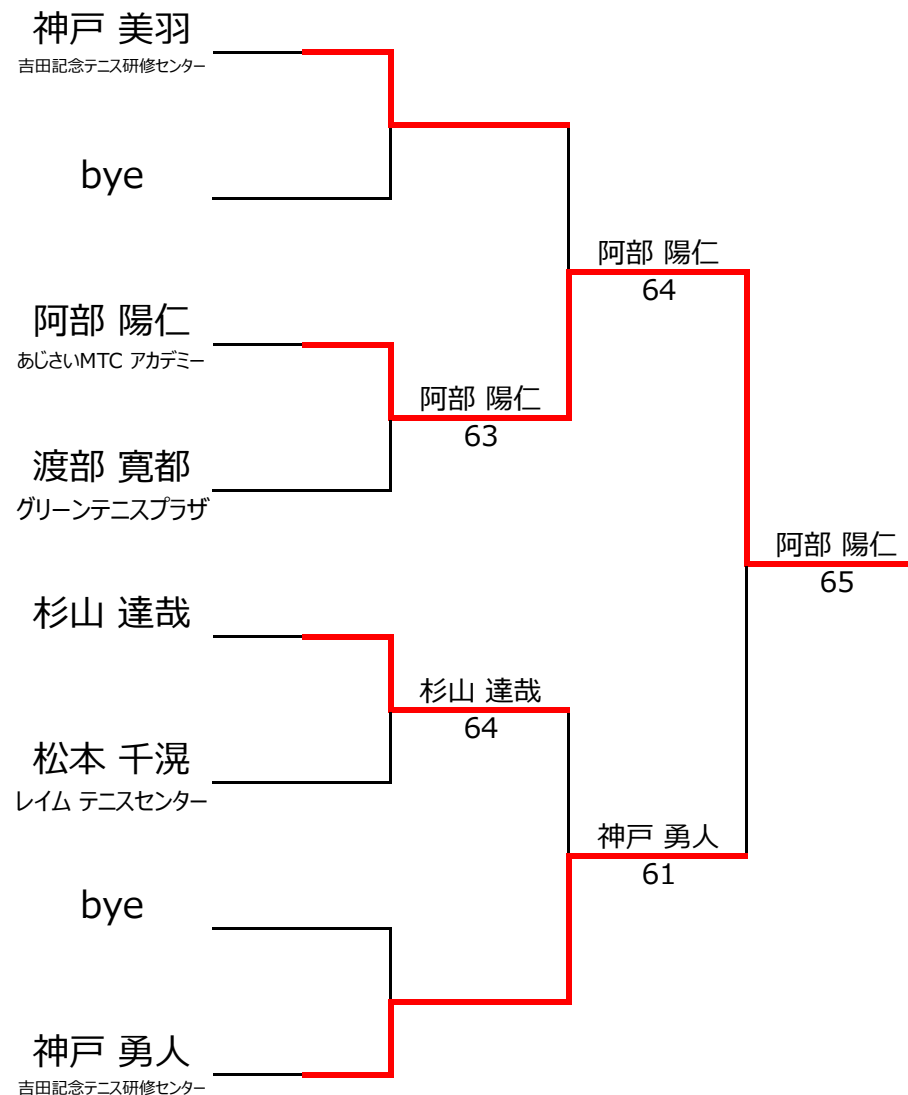 神戸 美羽
吉田記念テニス研修センター
bye
阿部 陽仁
64
阿部 陽仁
あじさいMTC アカデミー
阿部 陽仁
63
渡部 寛都
グリーンテニスプラザ
阿部 陽仁
65
杉山 達哉
杉山 達哉
64
松本 千滉
レイム テニスセンター
神戸 勇人
61
bye
神戸 勇人
吉田記念テニス研修センター